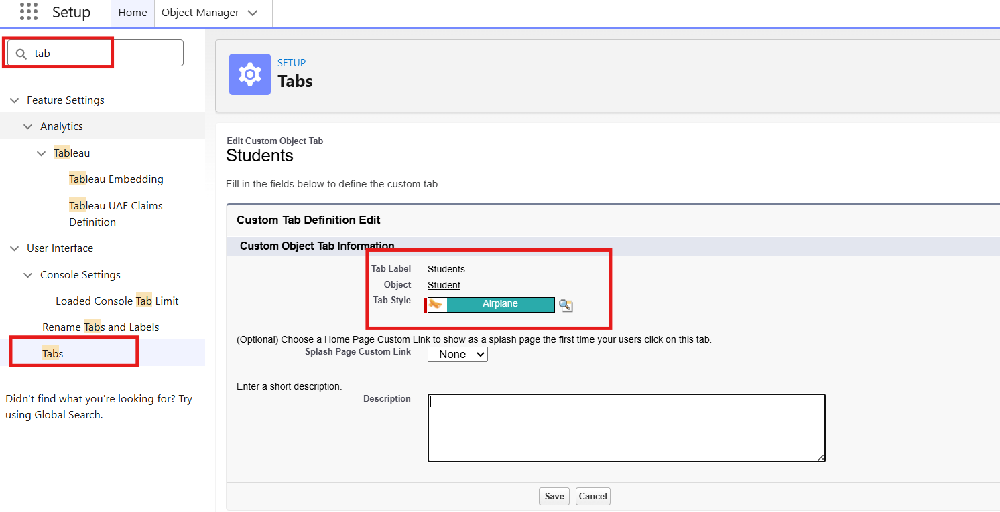 Setup
Home
Object Manager
tab
Feature Settings
Analytics
Tableau
Tableau Embedding
Tableau UAF Claims
Definition
User Interface
Console Settings
Loaded Console Tab Limit
Rename Tabs and Labels
Tabs
Didn't find what you're looking for? Try
using Global Search.
SETUP
Tabs
Edit Custom Object Tab
Students
Fill in the fields below to define the custom tab.
Custom Tab Definition Edit
Custom Object Tab Information
Tab Label Students
Object Student
Tab Style Airplane
(Optional) Choose a Home Page Custom Link to show as a splash page the first time your users click on this tab.
Splash Page Custom Link --None--
Enter a short description.
Description
Save Cancel